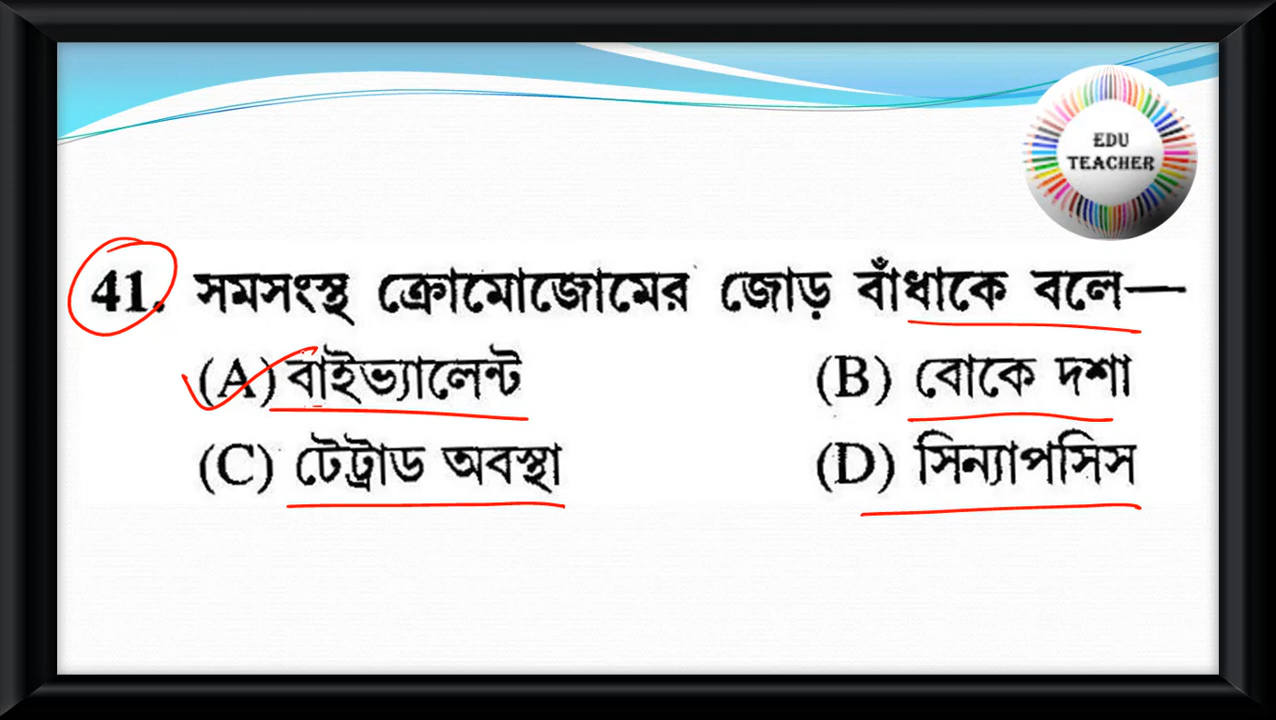 EDU
TEACHER
41. সমসংস্থ ক্রোমোজোমের জোড় বাঁধাকে বলে—
(A) বাইভ্যালেন্ট (B) বোকে দশা
(C) টেট্রাড অবস্থা (D) সিন্যাপসিস